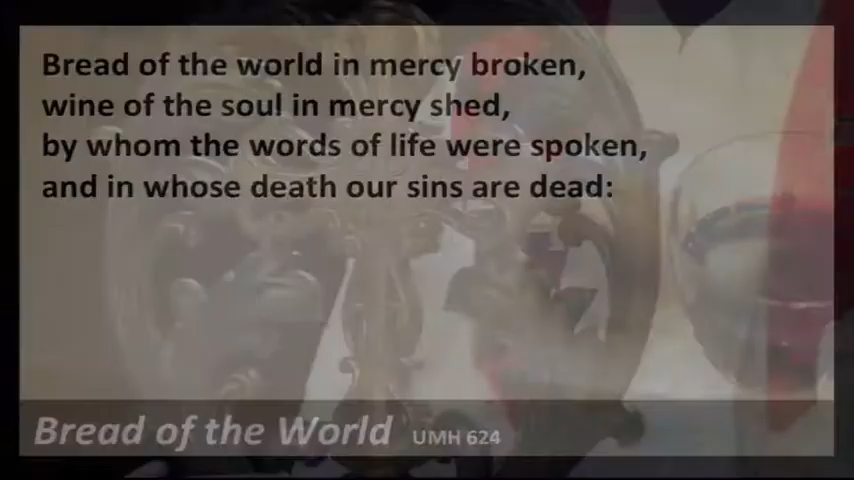 Bread of the world in mercy broken,
wine of the soul in mercy shed,
by whom the words of life were spoken,
and in whose death our sins are dead:
Bread of the World UMH 624